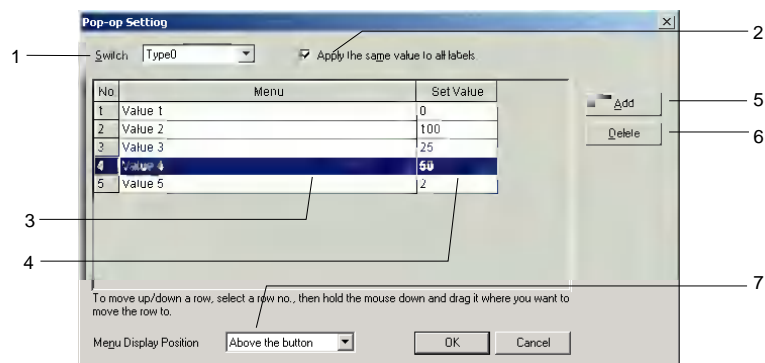 Pop-op Settiog
1
2
Switch Type0 Apply the same value to all labels
No Menu Set Value
1 Value 1 0
2 Value 2 100
3 Value 3 25
4 Value 4 50
5 Value 5 2
Add 5
Delete 6
3
4
7
To move up/down a row, select a row no., then hold the mouse down and drag it where you want to
move the row to.
Menu Display Position Above the button OK Cancel